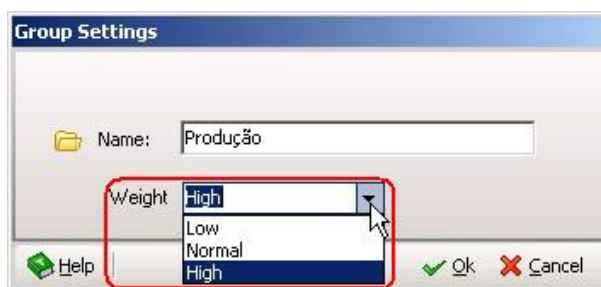 Group Settings
Name: Produção
Weight High
Low
Normal
High
Help Ok Cancel